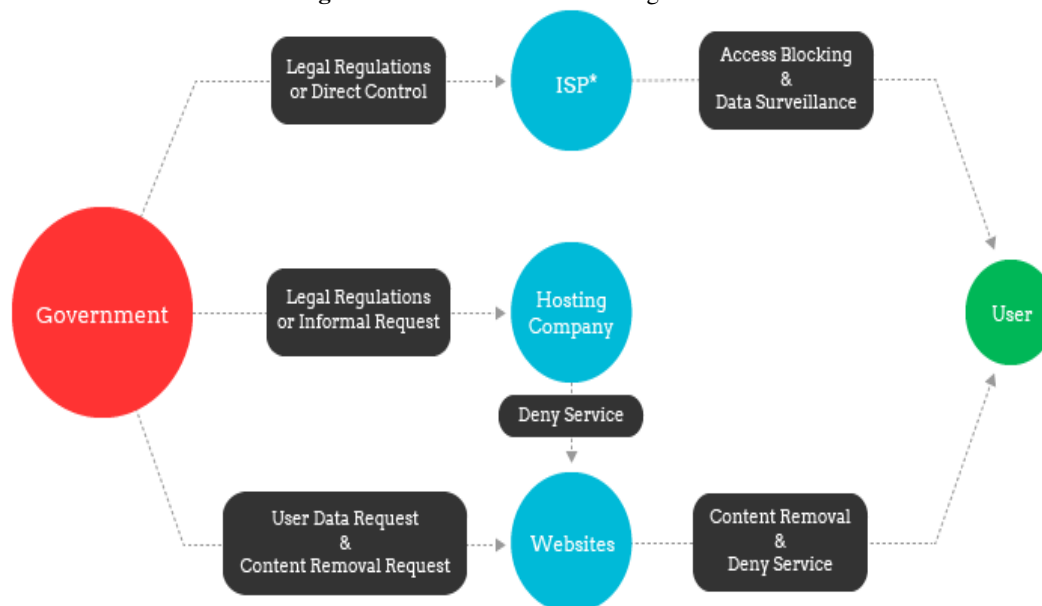 Legal Regulations
or Direct Control
ISP*
Access Blocking
&
Data Surveillance
Government
Legal Regulations
or Informal Request
Hosting
Company
User
Deny Service
User Data Request
&
Content Removal Request
Websites
Content Removal
&
Deny Service